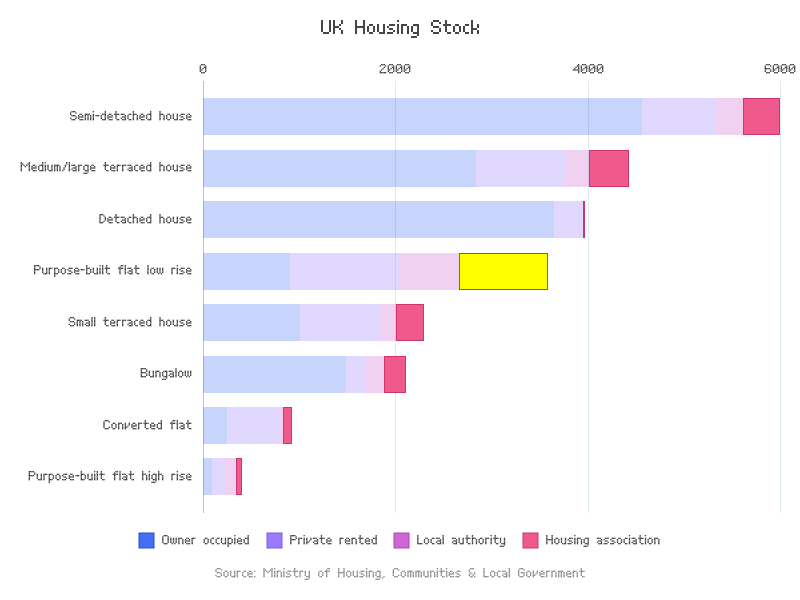 UK Housing Stock
0 2000 4000 6000
Semi-detached house
Medium/large terraced house
Detached house
Purpose-built flat low rise
Small terraced house
Bungalow
Converted flat
Purpose-built flat high rise
Owner occupied Private rented Local authority Housing association
Source: Ministry of Housing, Communities & Local Government